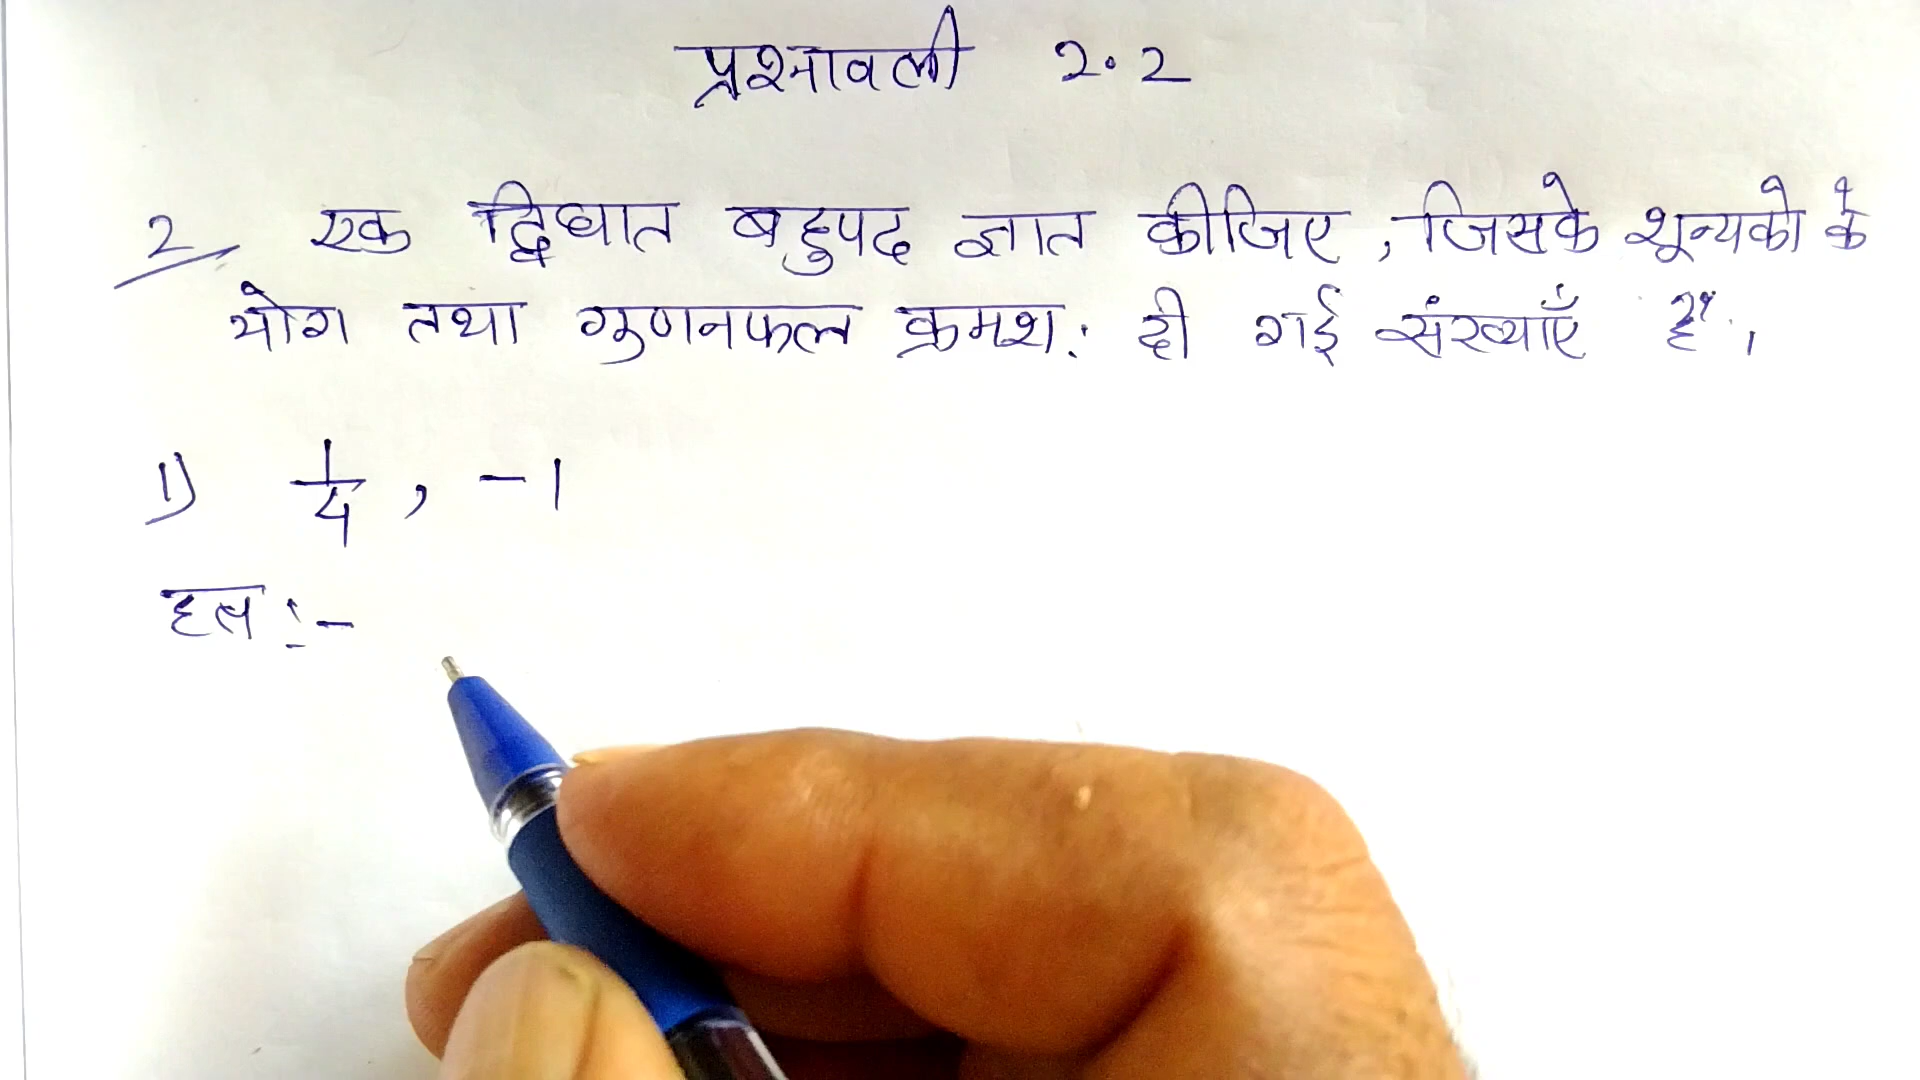 प्रश्नावली 2.2
2 एक द्विघात बहुपद ज्ञात कीजिए, जिसके शून्यको के
योग तथा गुणनफल क्रमश: दी गई संख्याएँ हैं।
1) 1/4, -1
हल :-